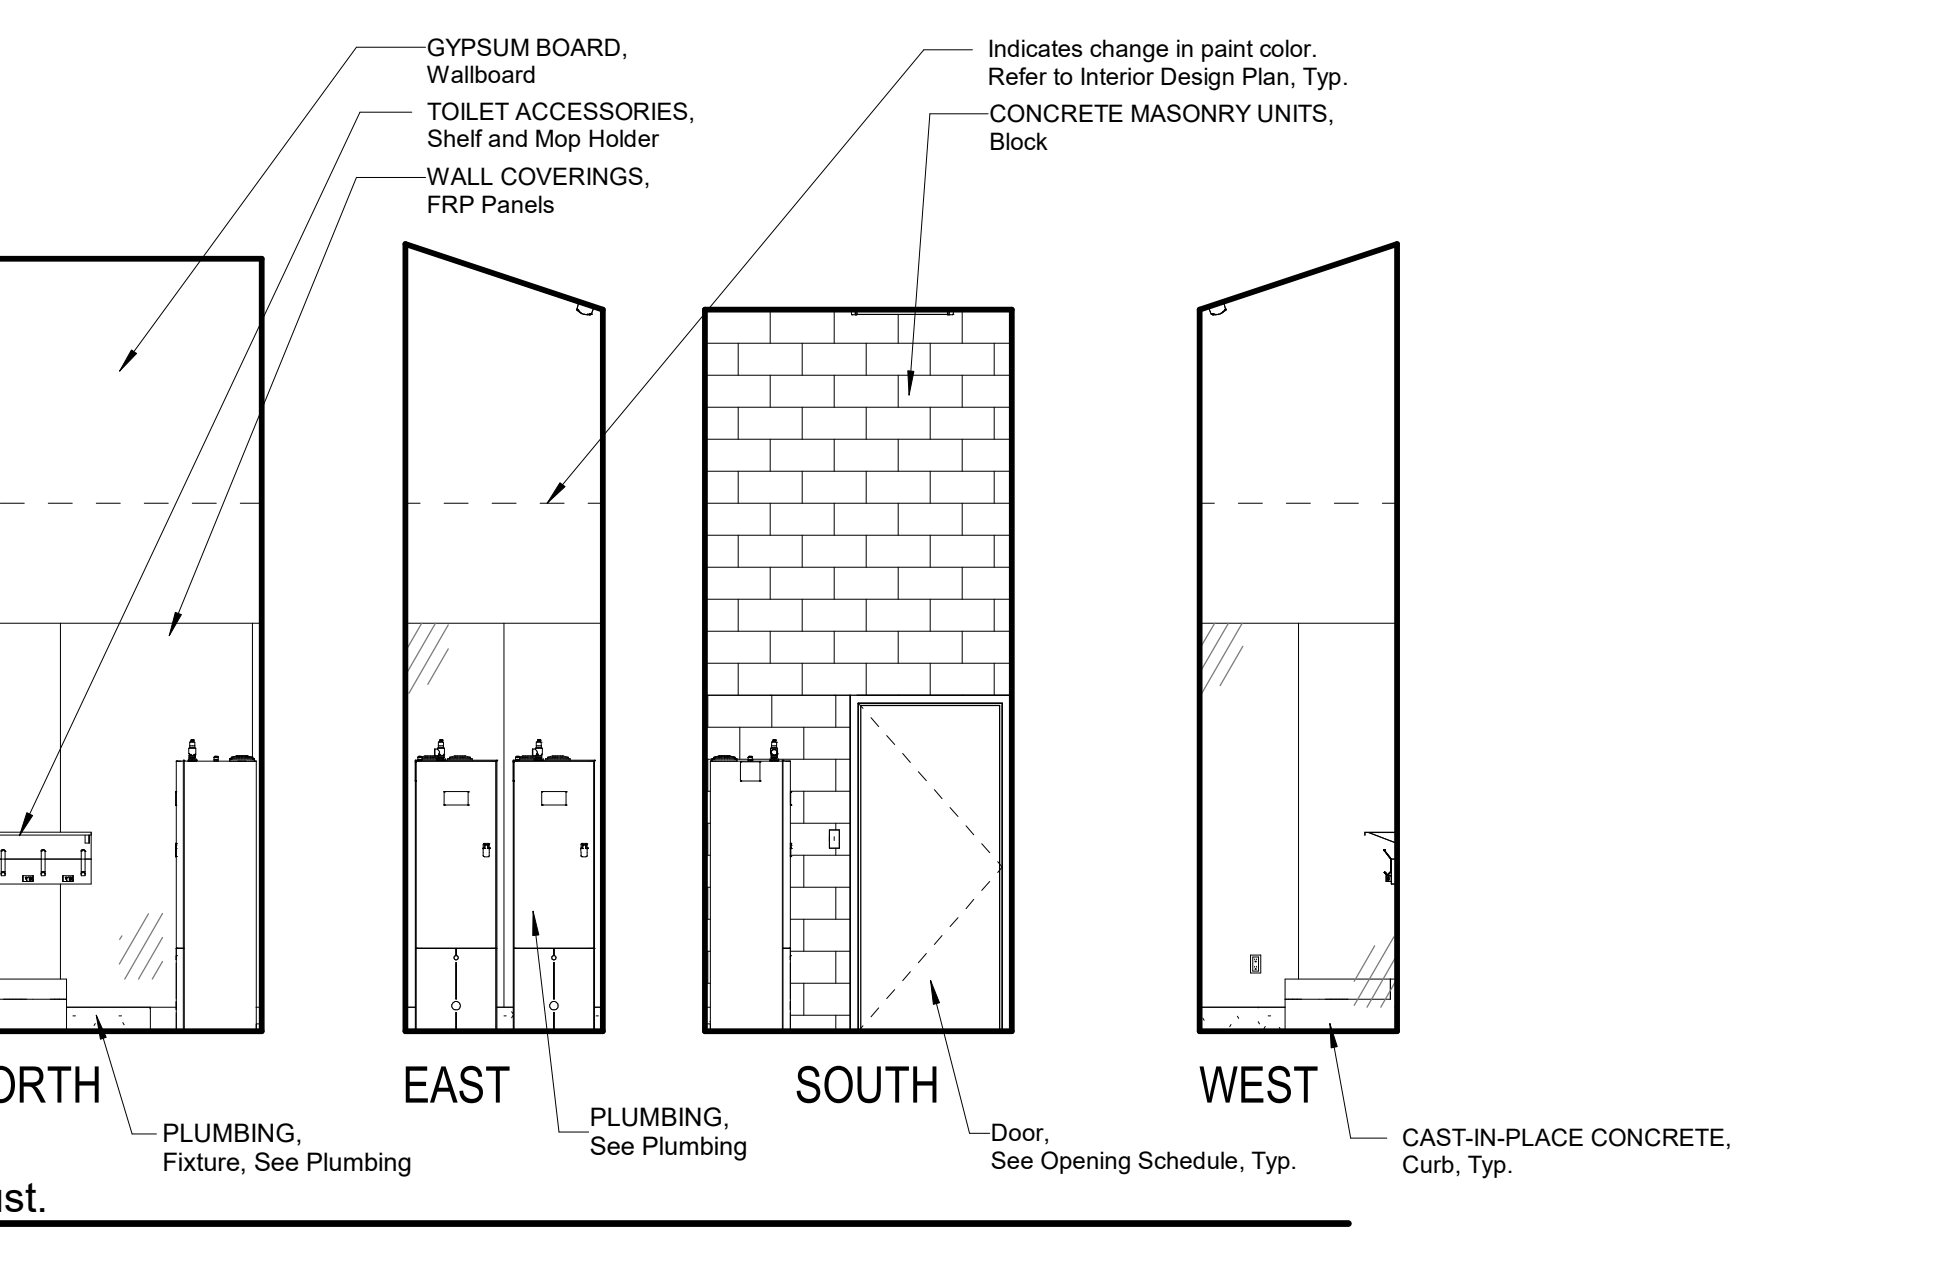 GYPSUM BOARD,
Wallboard
TOILET ACCESSORIES,
Shelf and Mop Holder
WALL COVERINGS,
FRP Panels
Indicates change in paint color.
Refer to Interior Design Plan, Typ.
CONCRETE MASONRY UNITS,
Block
ORTH
EAST
SOUTH
WEST
PLUMBING,
Fixture, See Plumbing
PLUMBING,
See Plumbing
Door,
See Opening Schedule, Typ.
CAST-IN-PLACE CONCRETE,
Curb, Typ.
ust.